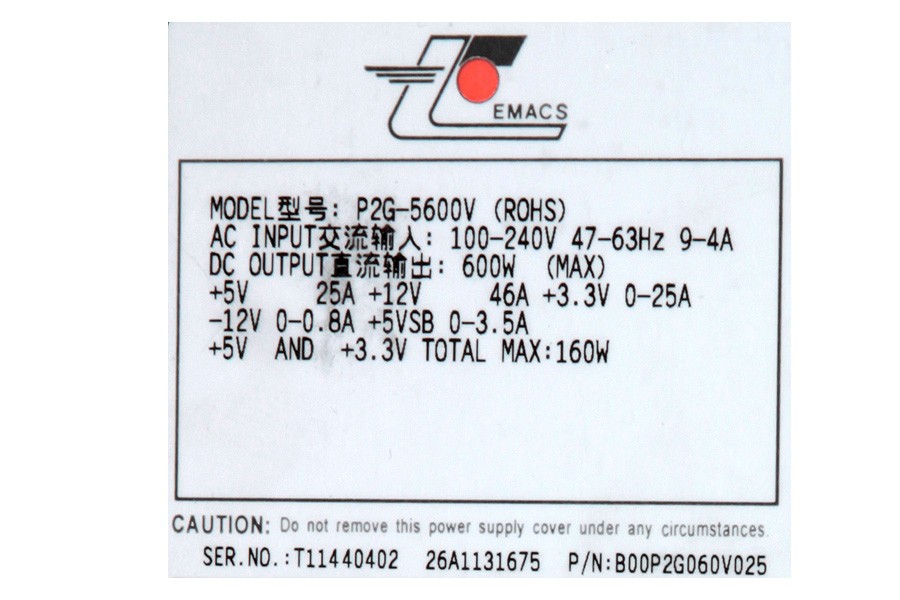 EMACS
MODEL型号: P2G-5600V (ROHS)
AC INPUT交流输入: 100-240V 47-63Hz 9-4A
DC OUTPUT直流输出: 600W (MAX)
+5V 25A +12V 46A +3.3V 0-25A
-12V 0-0.8A +5VSB 0-3.5A
+5V AND +3.3V TOTAL MAX:160W
CAUTION: Do not remove this power supply cover under any circumstances.
SER.NO.:T11440402 26A1131675 P/N:B00P2G060V025